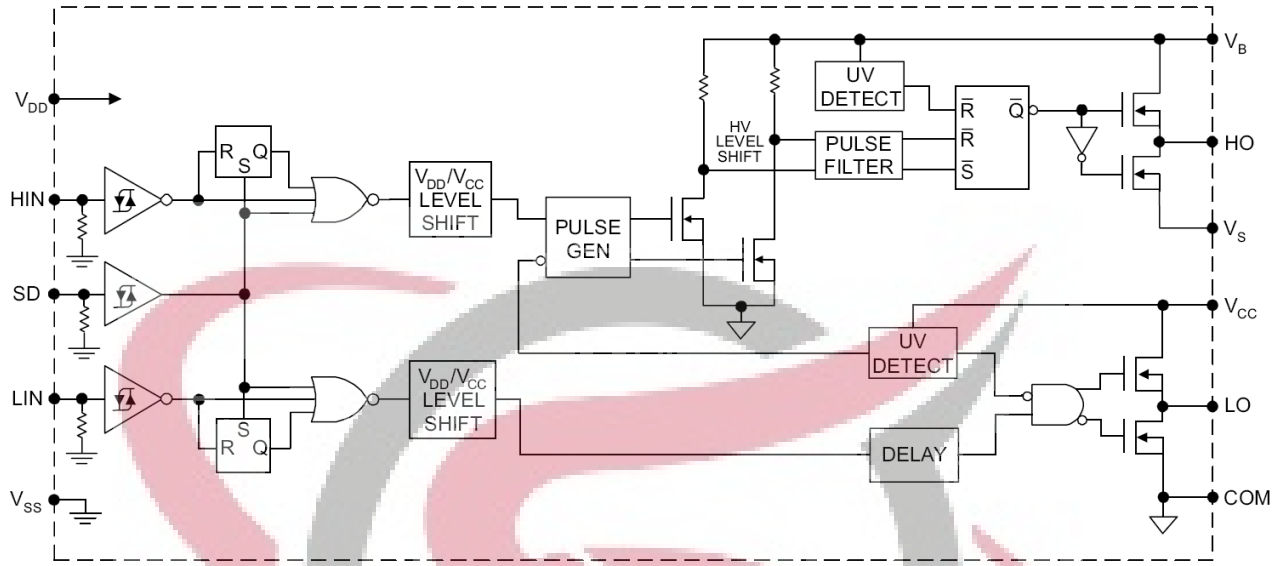 V_B
UV
DETECT
V_DD
R̅
Q̅
HV
LEVEL
SHIFT
R̅
PULSE
FILTER
S̅
HO
R Q
S
HIN
V_DD/V_CC
LEVEL
SHIFT
PULSE
GEN
V_S
SD
V_CC
UV
DETECT
V_DD/V_CC
LEVEL
SHIFT
LIN
LO
S
R Q
DELAY
V_SS
COM